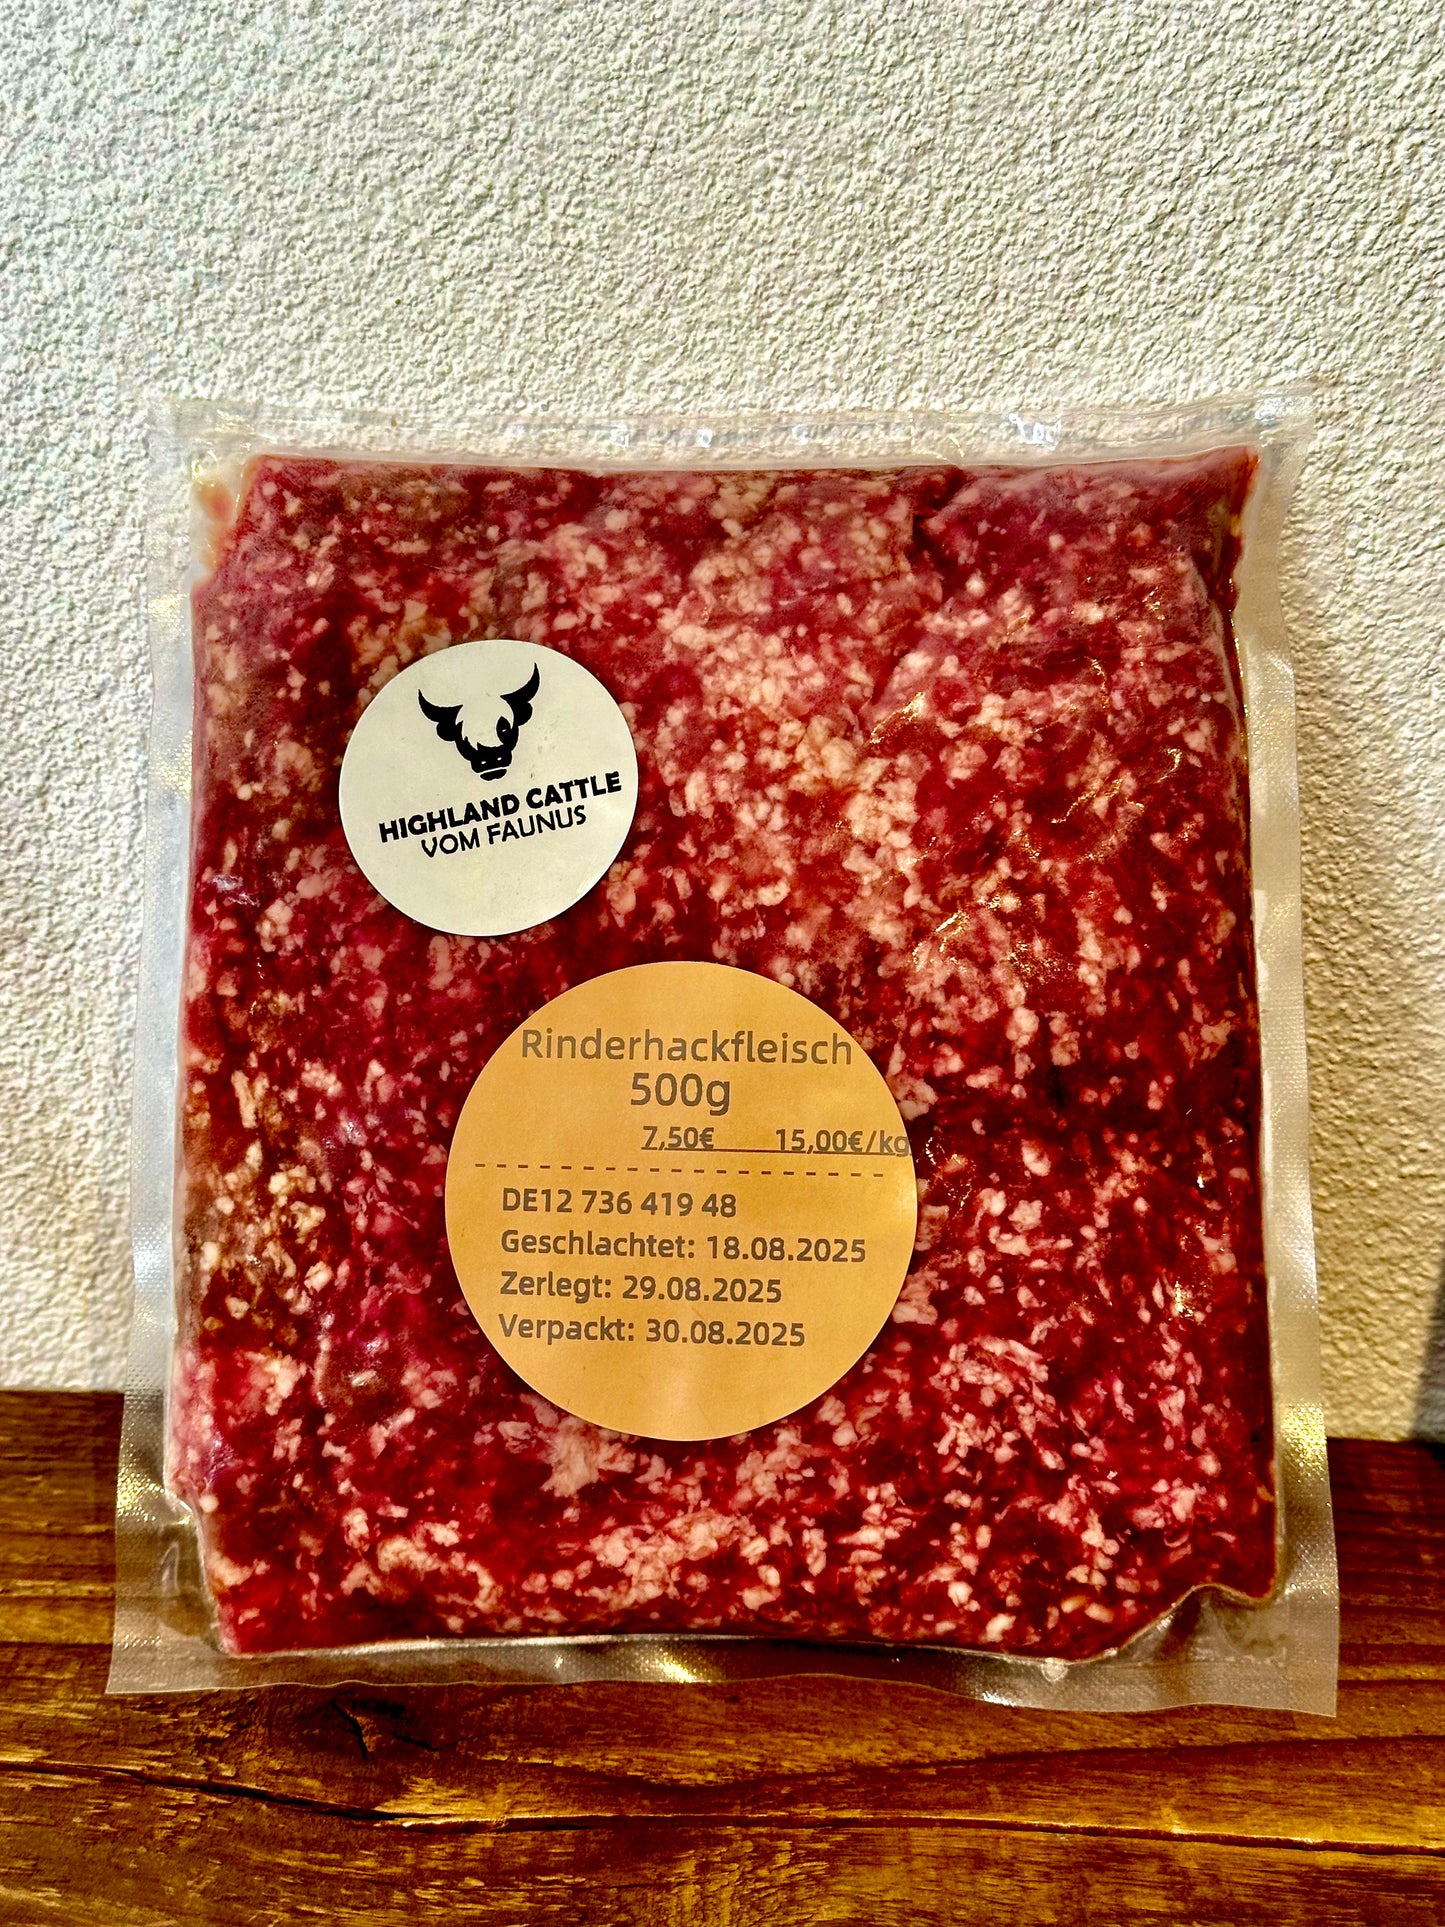 HIGHLAND CATTLE
VOM FAUNUS
Rinderhackfleisch
500g
7,50€ 15,00€/kg
DE12 736 419 48
Geschlachtet: 18.08.2025
Zerlegt: 29.08.2025
Verpackt: 30.08.2025